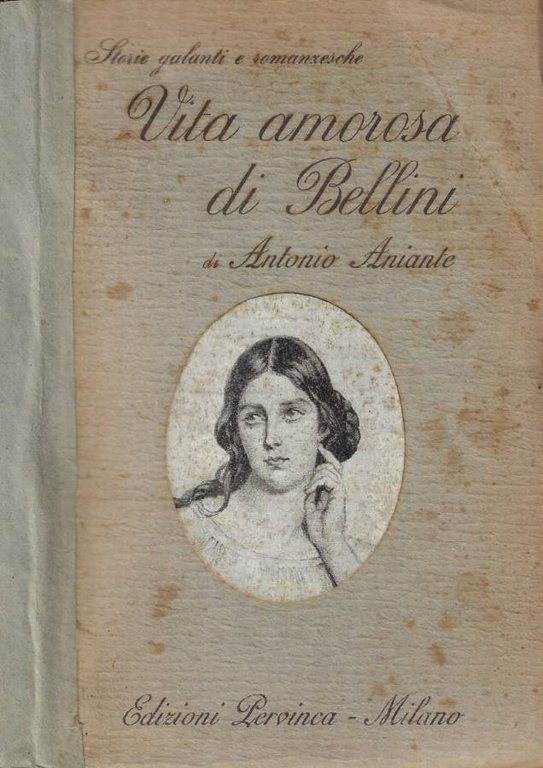 Storie galanti e romanzesche
Vita amorosa
di Bellini
di Antonio Aniante
Edizioni Pervinca - Milano